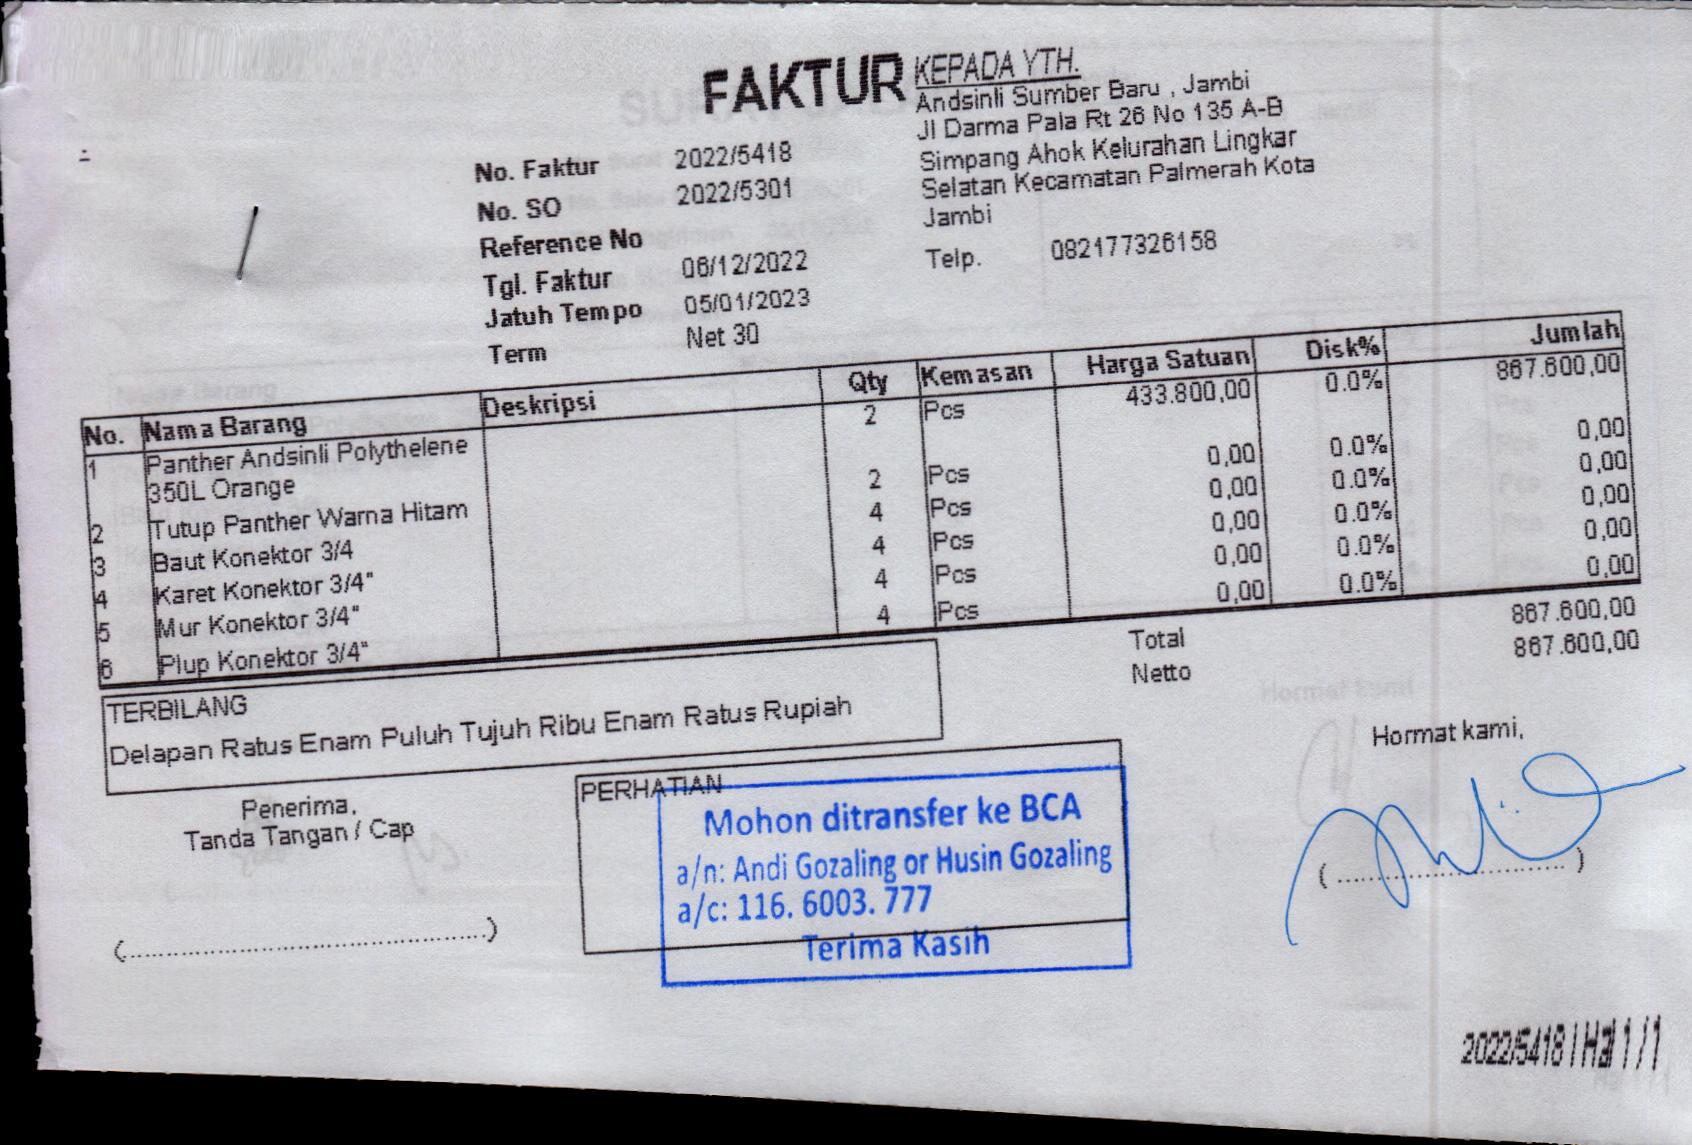 FAKTUR
KEPADA YTH.
Andsinli Sumber Baru , Jambi
Jl Darma Pala Rt 26 No 135 A-B
Simpang Ahok Kelurahan Lingkar
Selatan Kecamatan Palmerah Kota
Jambi
Telp. 082177326158
No. Faktur 2022/5418
No. SO 2022/5301
Reference No
Tgl. Faktur 06/12/2022
Jatuh Tempo 05/01/2023
Term Net 30
No. Nama Barang Deskripsi Qty Kemasan Harga Satuan Disk% Jumlah
1 Panther Andsinli Polythelene 2 Pcs 433.800,00 0.0% 867.600,00
350L Orange
2 Tutup Panther Warna Hitam 2 Pcs 0,00 0.0% 0,00
3 Baut Konektor 3/4 4 Pcs 0,00 0.0% 0,00
4 Karet Konektor 3/4" 4 Pcs 0,00 0.0% 0,00
5 Mur Konektor 3/4" 4 Pcs 0,00 0.0% 0,00
6 Plup Konektor 3/4" 4 Pcs 0,00 0.0% 0,00
Total 867.600,00
Netto 867.600,00
TERBILANG
Delapan Ratus Enam Puluh Tujuh Ribu Enam Ratus Rupiah
Penerima,
Tanda Tangan / Cap
(..........................................)
PERHATIAN
Mohon ditransfer ke BCA
a/n: Andi Gozaling or Husin Gozaling
a/c: 116. 6003. 777
Terima Kasih
Hormat kami,
( .............................. )
2022/5418 / Hal 1 / 1